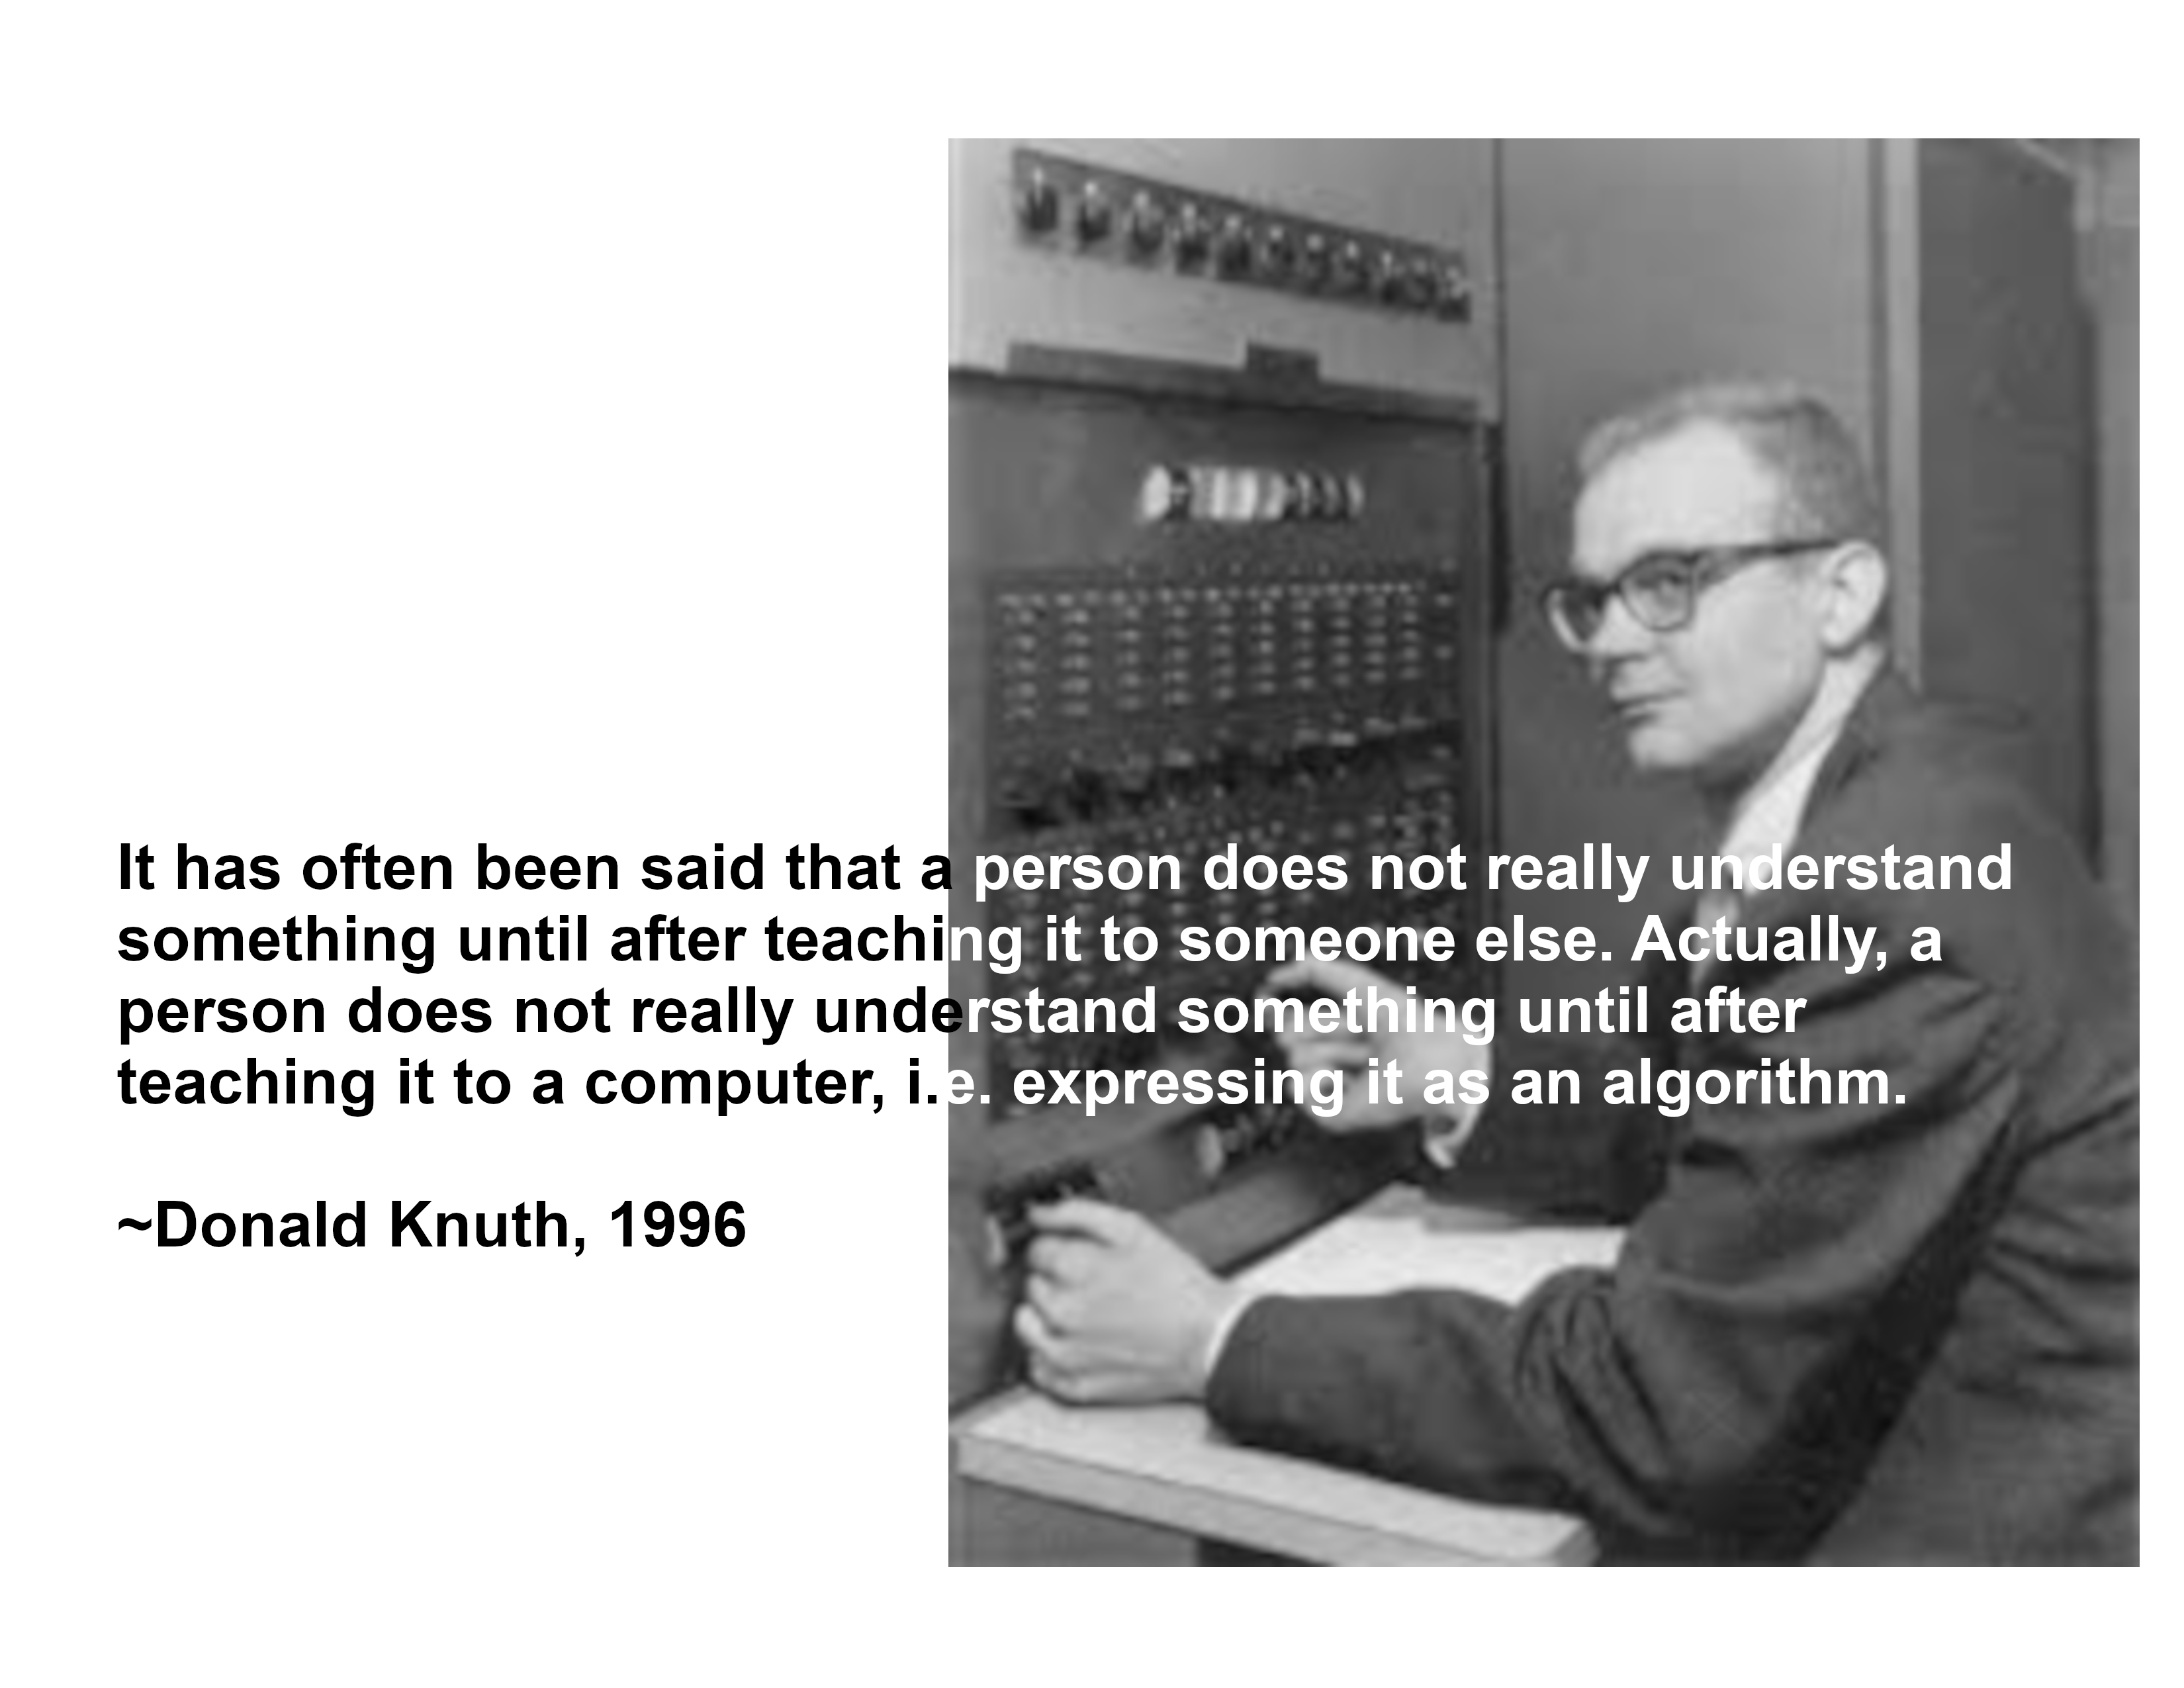 It has often been said that a person does not really understand
something until after teaching it to someone else. Actually, a
person does not really understand something until after
teaching it to a computer, i.e. expressing it as an algorithm.
~Donald Knuth, 1996